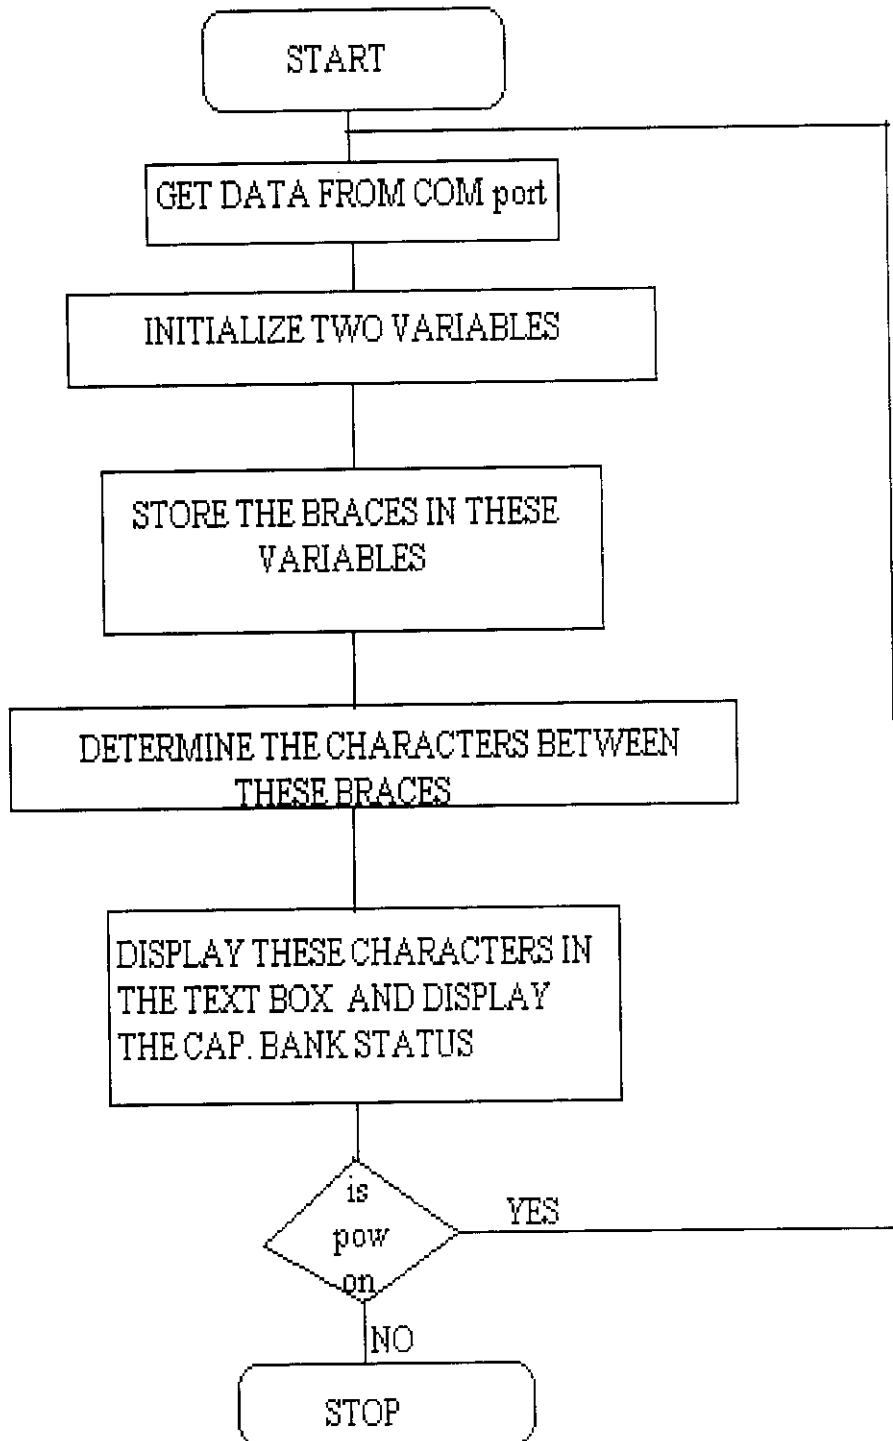 START
GET DATA FROM COM port
INITIALIZE TWO VARIABLES
STORE THE BRACES IN THESE
VARIABLES
DETERMINE THE CHARACTERS BETWEEN
THESE BRACES
DISPLAY THESE CHARACTERS IN
THE TEXT BOX AND DISPLAY
THE CAP. BANK STATUS
is
pow
on
YES
NO
STOP